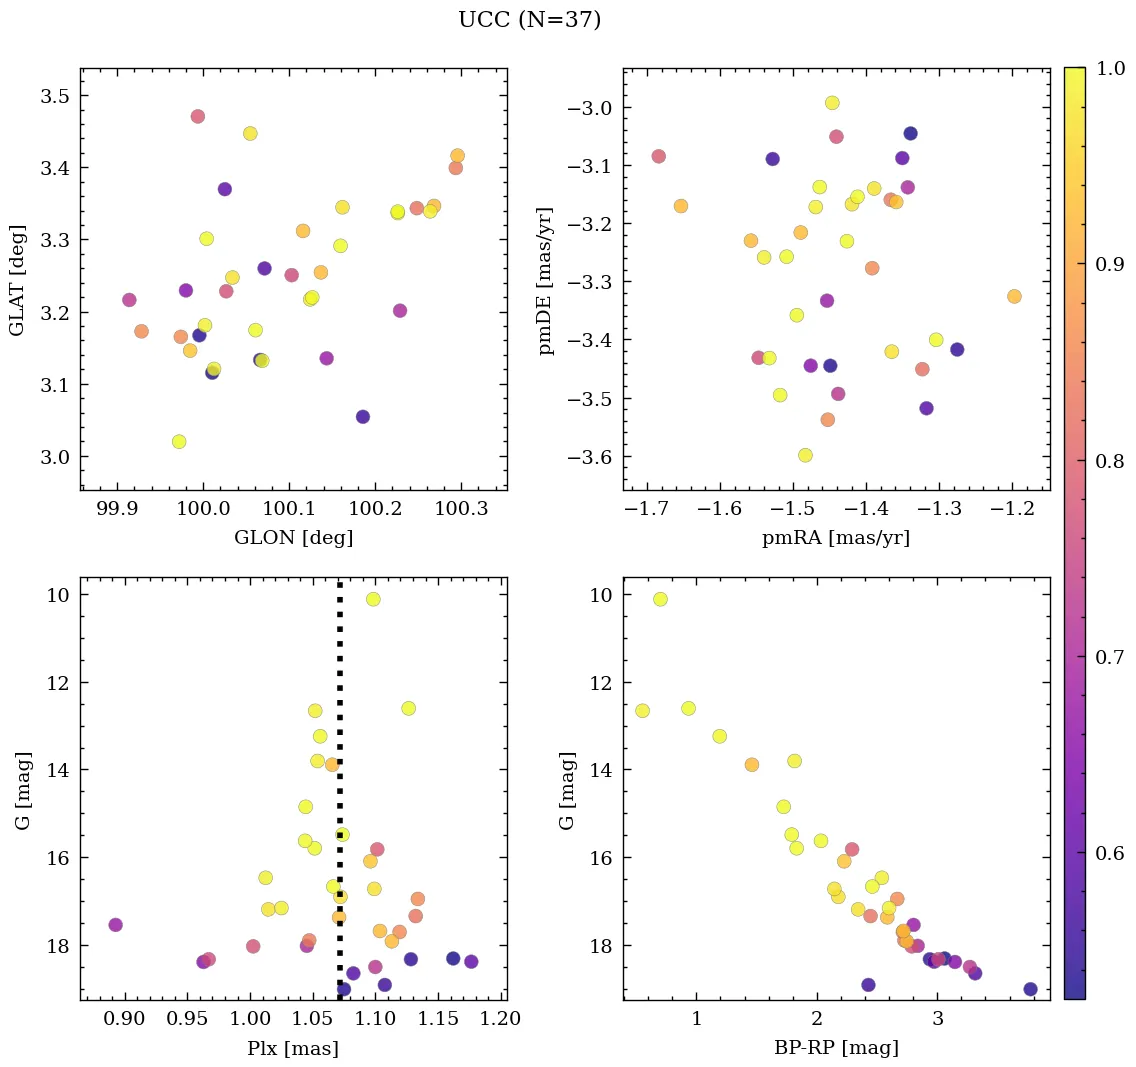 UCC (N=37)
3.5
3.4
3.3
3.2
3.1
3.0
GLAT [deg]
99.9 100.0 100.1 100.2 100.3
GLON [deg]
−3.0
−3.1
−3.2
−3.3
−3.4
−3.5
−3.6
pmDE [mas/yr]
−1.7 −1.6 −1.5 −1.4 −1.3 −1.2
pmRA [mas/yr]
1.0
0.9
0.8
0.7
0.6
10
12
14
16
18
G [mag]
0.90 0.95 1.00 1.05 1.10 1.15 1.20
Plx [mas]
10
12
14
16
18
G [mag]
1 2 3
BP-RP [mag]